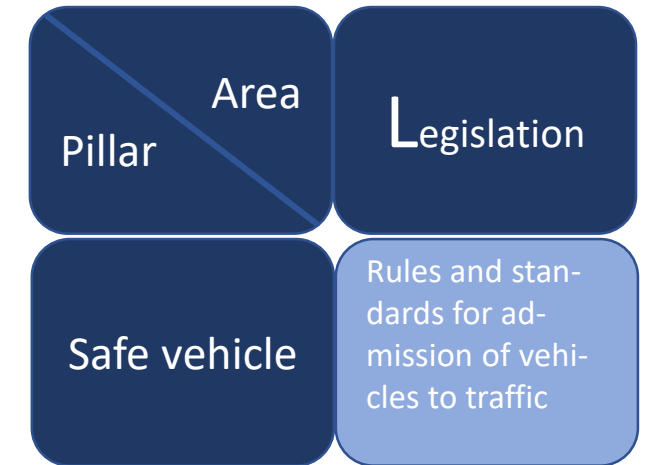 Area
Pillar
Legislation
Safe vehicle
Rules and stan-
dards for ad-
mission of vehi-
cles to traffic